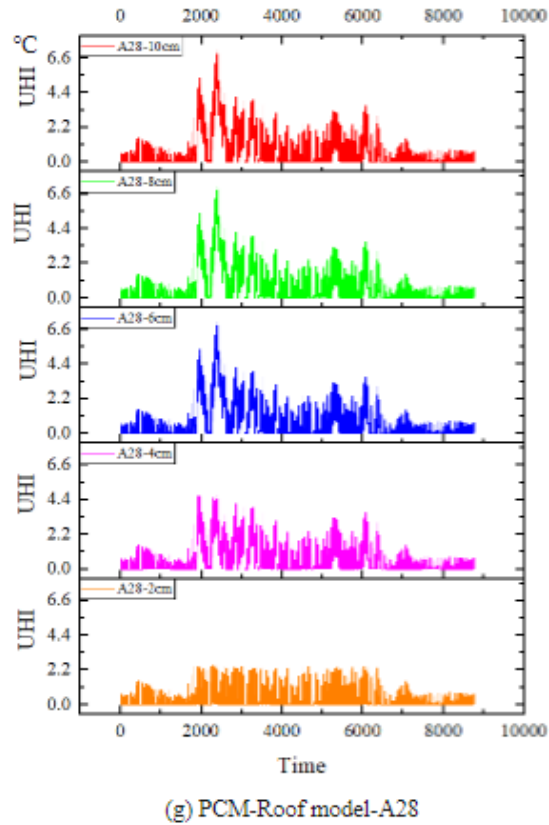 0 2000 4000 6000 8000 10000
°C
A28-10cm
6.6
4.4
2.2
0.0
UHI
A28-8cm
6.6
4.4
2.2
0.0
UHI
A28-6cm
6.6
4.4
2.2
0.0
UHI
A28-4cm
6.6
4.4
2.2
0.0
UHI
A28-2cm
6.6
4.4
2.2
0.0
UHI
0 2000 4000 6000 8000 10000
Time
(g) PCM-Roof model-A28